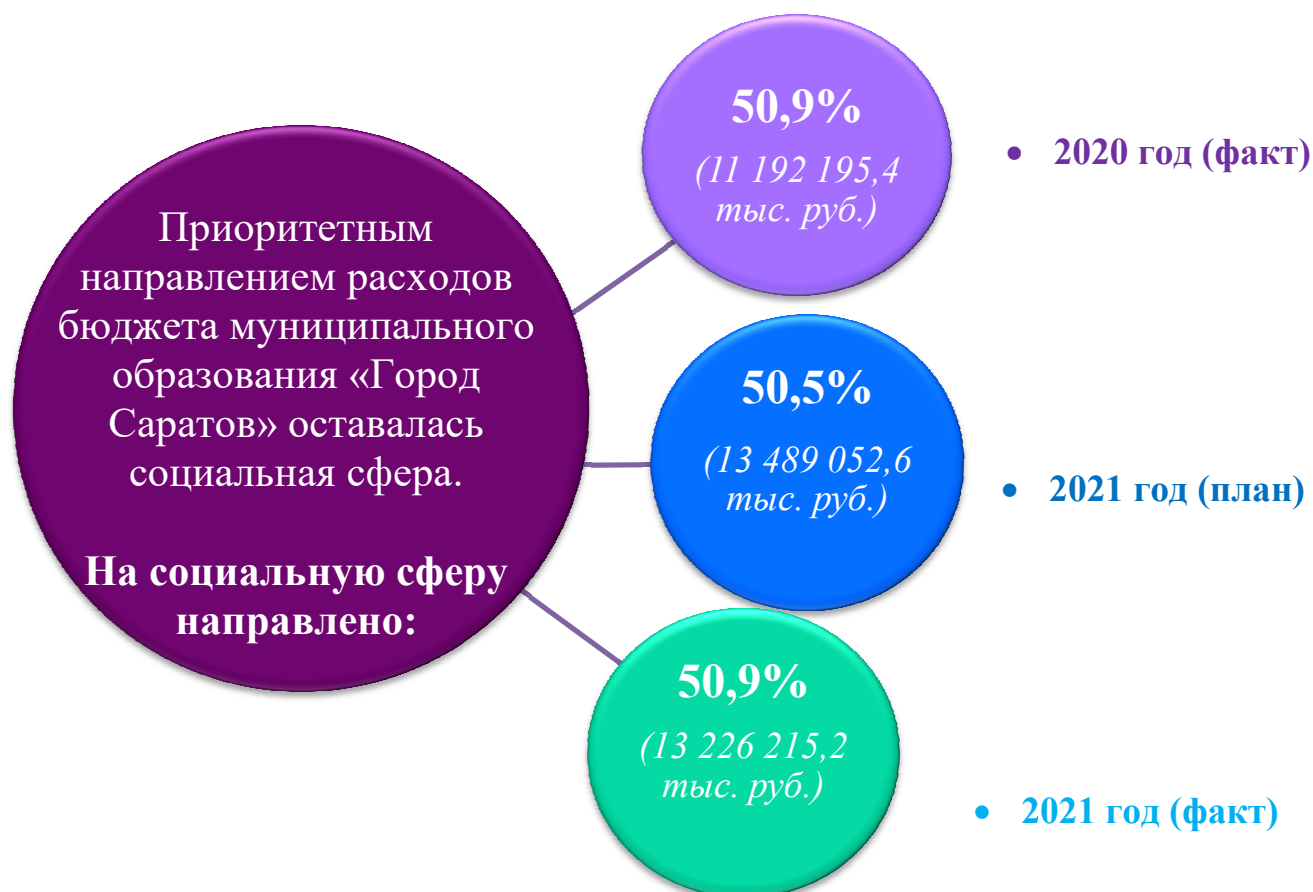 Приоритетным
направлением расходов
бюджета муниципального
образования «Город
Саратов» оставалась
социальная сфера.
На социальную сферу
направлено:
50,9%
(11 192 195,4
тыс. руб.)
• 2020 год (факт)
50,5%
(13 489 052,6
тыс. руб.)
• 2021 год (план)
50,9%
(13 226 215,2
тыс. руб.)
• 2021 год (факт)